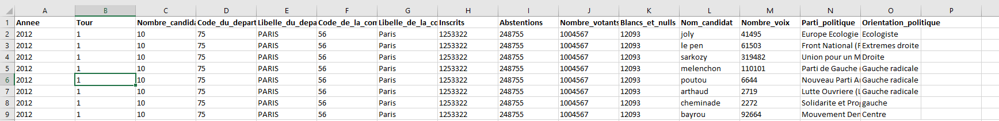 A B C D E F G H I J K L M N O P
1 Annee Tour Nombre_candida Code_du_depart Libelle_du_depa Code_de_la_com Libelle_de_la_co Inscrits Abstentions Nombre_votants Blancs_et_nulls Nom_candidat Nombre_voix Parti_politique Orientation_politique
2 2012 1 10 75 PARIS 56 Paris 1253322 248755 1004567 12093 joly 41495 Europe Ecologie Ecologiste
3 2012 1 10 75 PARIS 56 Paris 1253322 248755 1004567 12093 le pen 61503 Front National (F Extremes droite
4 2012 1 10 75 PARIS 56 Paris 1253322 248755 1004567 12093 sarkozy 319482 Union pour un M Droite
5 2012 1 10 75 PARIS 56 Paris 1253322 248755 1004567 12093 melenchon 110101 Parti de Gauche ( Gauche radicale
6 2012 1 10 75 PARIS 56 Paris 1253322 248755 1004567 12093 poutou 6644 Nouveau Parti A Gauche radicale
7 2012 1 10 75 PARIS 56 Paris 1253322 248755 1004567 12093 arthaud 2719 Lutte Ouvriere (L Gauche radicale
8 2012 1 10 75 PARIS 56 Paris 1253322 248755 1004567 12093 cheminade 2272 Solidarite et Prog gauche
9 2012 1 10 75 PARIS 56 Paris 1253322 248755 1004567 12093 bayrou 92664 Mouvement Dem Centre